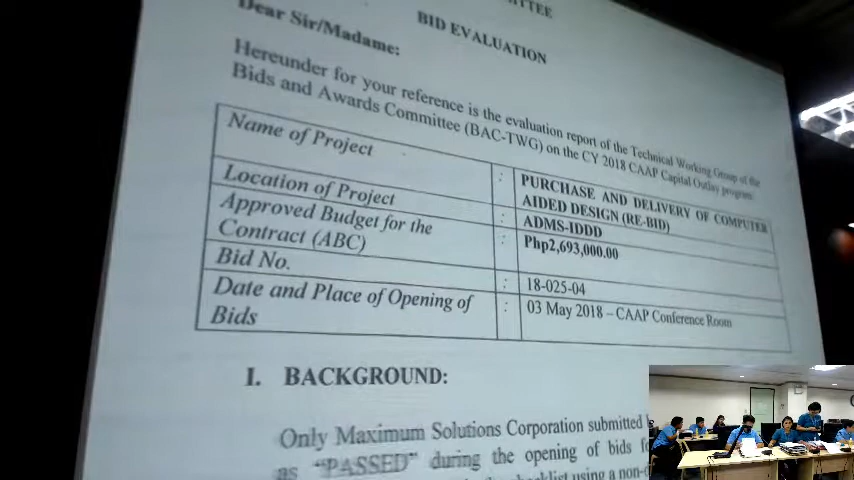 BID EVALUATION
Dear Sir/Madame:
Hereunder for your reference is the evaluation report of the Technical Working Group of the
Bids and Awards Committee (BAC-TWG) on the CY 2018 CAAP Capital Outlay program:
Name of Project : PURCHASE AND DELIVERY OF COMPUTER
AIDED DESIGN (RE-BID)
Location of Project : ADMS-IDDD
Approved Budget for the : Php2,693,000.00
Contract (ABC)
Bid No. : 18-025-04
Date and Place of Opening of : 03 May 2018 – CAAP Conference Room
Bids
I. BACKGROUND:
Only Maximum Solutions Corporation submitted
as "PASSED" during the opening of bids
using a non-